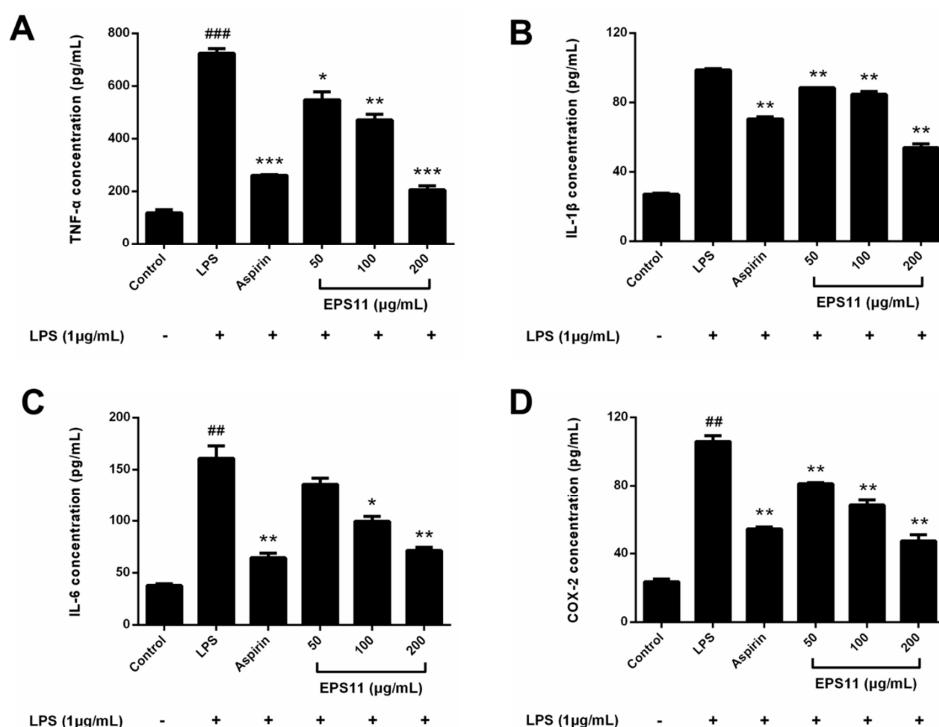 A
TNF-α concentration (pg/mL)
800
600
400
200
0
###
***
*
**
***
Control
LPS
Aspirin
50
100
200
EPS11 (μg/mL)
LPS (1μg/mL) - + + + + +
B
IL-1β concentration (pg/mL)
120
80
40
0
**
**
**
**
Control
LPS
Aspirin
50
100
200
EPS11 (μg/mL)
LPS (1μg/mL) - + + + + +
C
IL-6 concentration (pg/mL)
200
150
100
50
0
##
**
*
**
Control
LPS
Aspirin
50
100
200
EPS11 (μg/mL)
LPS (1μg/mL) - + + + + +
D
COX-2 concentration (pg/mL)
120
80
40
0
##
**
**
**
**
Control
LPS
Aspirin
50
100
200
EPS11 (μg/mL)
LPS (1μg/mL) - + + + + +